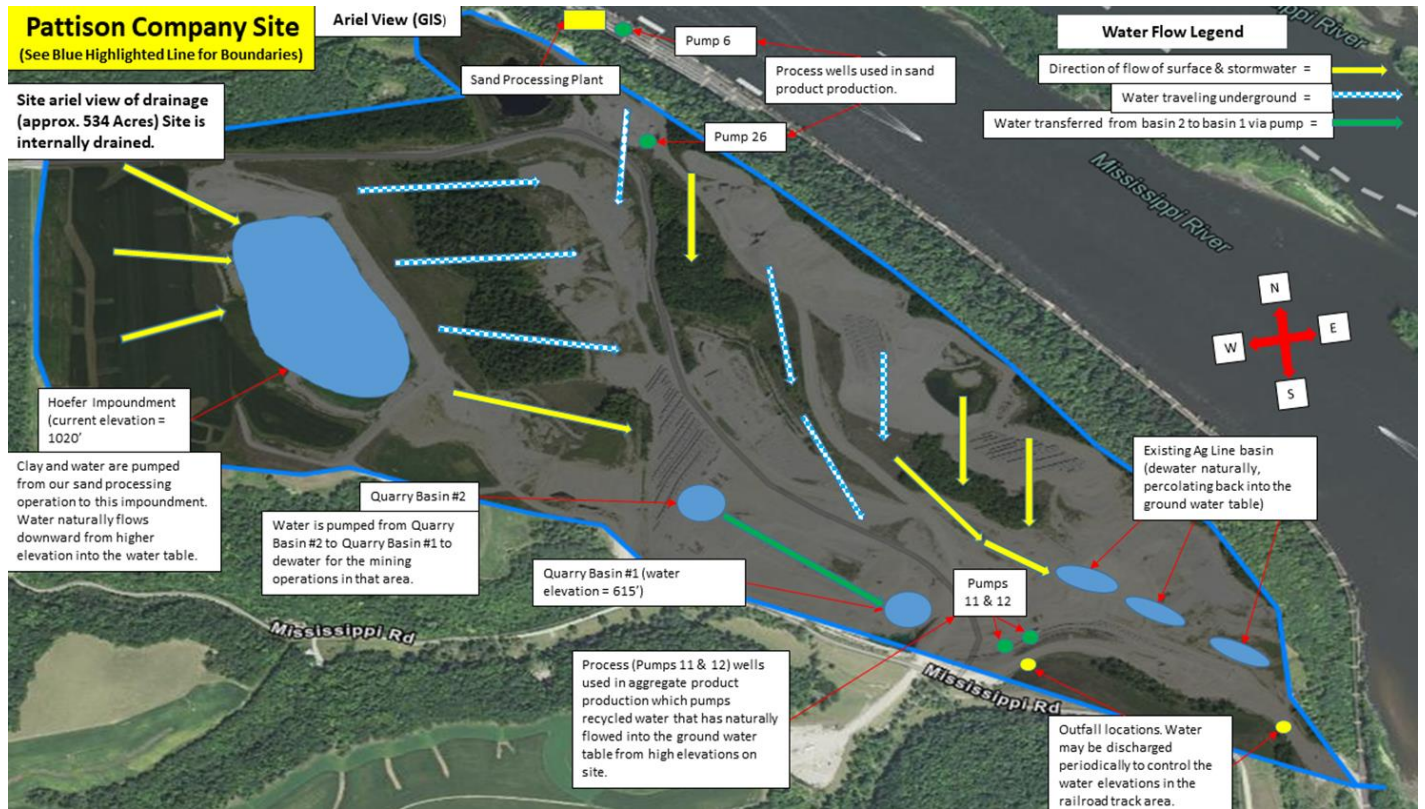 Pattison Company Site
(See Blue Highlighted Line for Boundaries)
Ariel View (GIS)
Site ariel view of drainage
(approx. 534 Acres) Site is
internally drained.
Sand Processing Plant
Pump 6
Process wells used in sand
product production.
Pump 26
Water Flow Legend
Direction of flow of surface & stormwater =
Water traveling underground =
Water transferred from basin 2 to basin 1 via pump =
Mississippi River
Mississippi River
N
W
E
S
Hoefer Impoundment
(current elevation =
1020'
Clay and water are pumped
from our sand processing
operation to this impoundment.
Water naturally flows
downward from higher
elevation into the water table.
Quarry Basin #2
Water is pumped from Quarry
Basin #2 to Quarry Basin #1 to
dewater for the mining
operations in that area.
Quarry Basin #1 (water
elevation = 615')
Pumps
11 & 12
Existing Ag Line basin
(dewater naturally,
percolating back into the
ground water table)
Process (Pumps 11 & 12) wells
used in aggregate product
production which pumps
recycled water that has naturally
flowed into the ground water
table from high elevations on
site.
Outfall locations. Water
may be discharged
periodically to control the
water elevations in the
railroad track area.
Mississippi Rd
Mississippi Rd